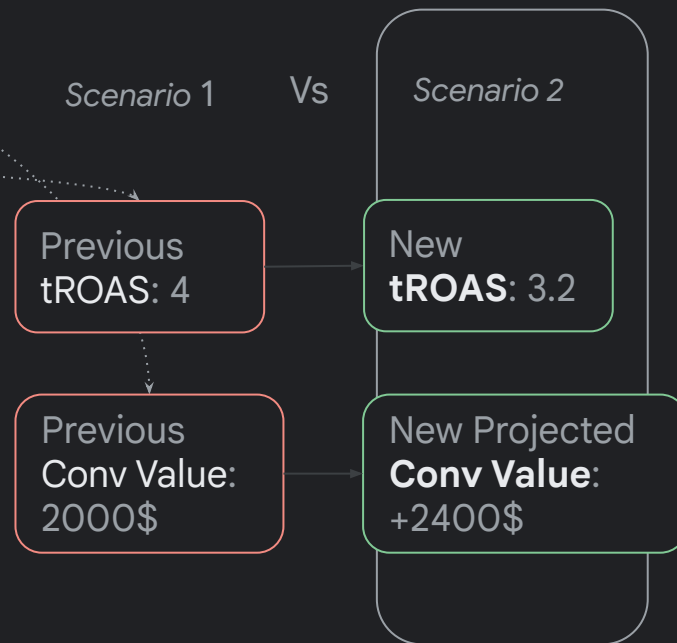 Scenario 1
Vs
Scenario 2
Previous
tROAS: 4
New
tROAS: 3.2
Previous
Conv Value:
2000$
New Projected
Conv Value:
+2400$